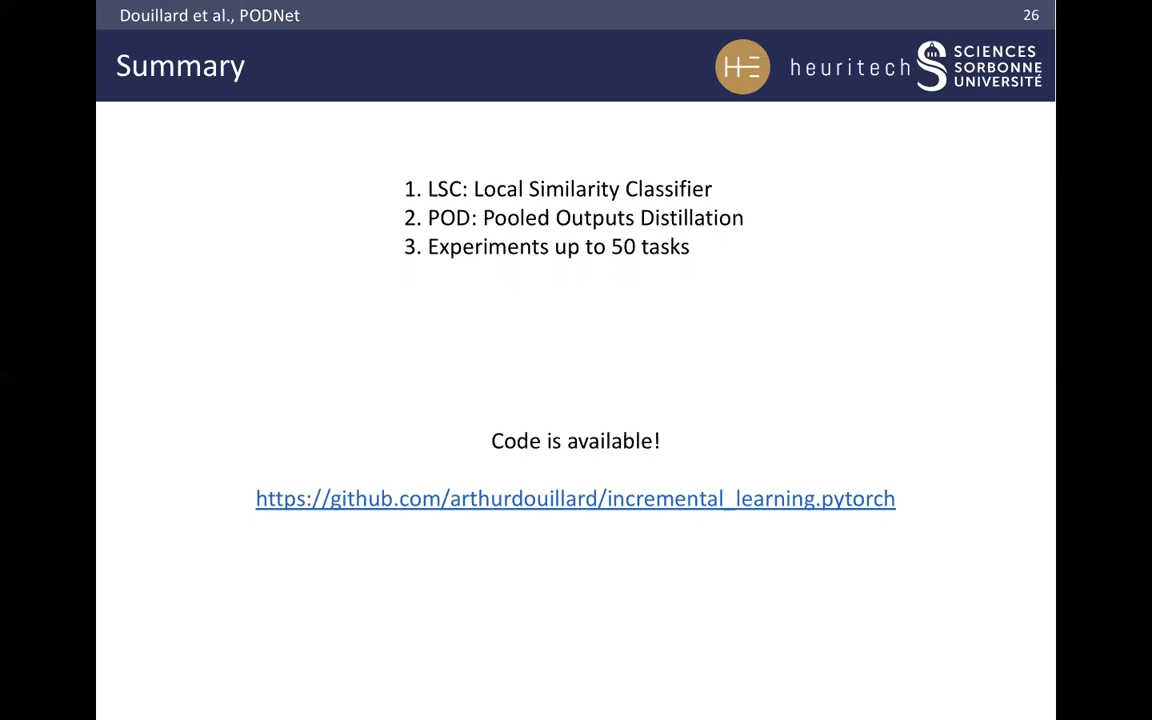 Douillard et al., PODNet
26
Summary
heuritech
SCIENCES
SORBONNE
UNIVERSITÉ
1. LSC: Local Similarity Classifier
2. POD: Pooled Outputs Distillation
3. Experiments up to 50 tasks
Code is available!
https://github.com/arthurdouillard/incremental_learning.pytorch